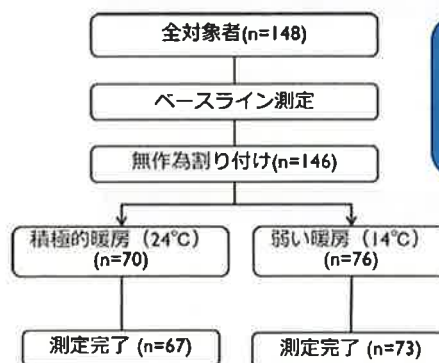 全対象者(n=148)
ベースライン測定
無作為割り付け(n=146)
積極的暖房（24℃）
(n=70)
弱い暖房（14℃）
(n=76)
測定完了 (n=67)
測定完了 (n=73)